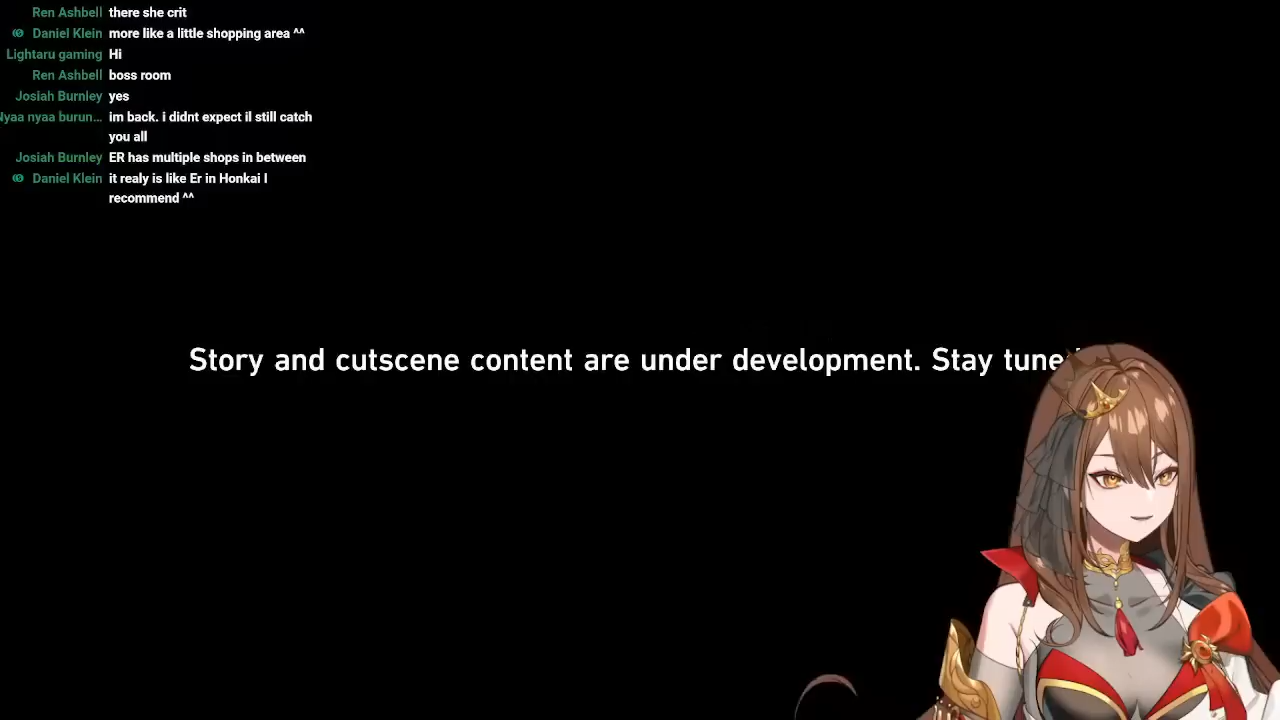 Ren Ashbell there she crit
Daniel Klein more like a little shopping area ^^
Lightaru gaming Hi
Ren Ashbell boss room
Josiah Burnley yes
Nyaa nyaa burun... im back. i didnt expect il still catch
you all
Josiah Burnley ER has multiple shops in between
Daniel Klein it realy is like Er in Honkai I
recommend ^^
Story and cutscene content are under development. Stay